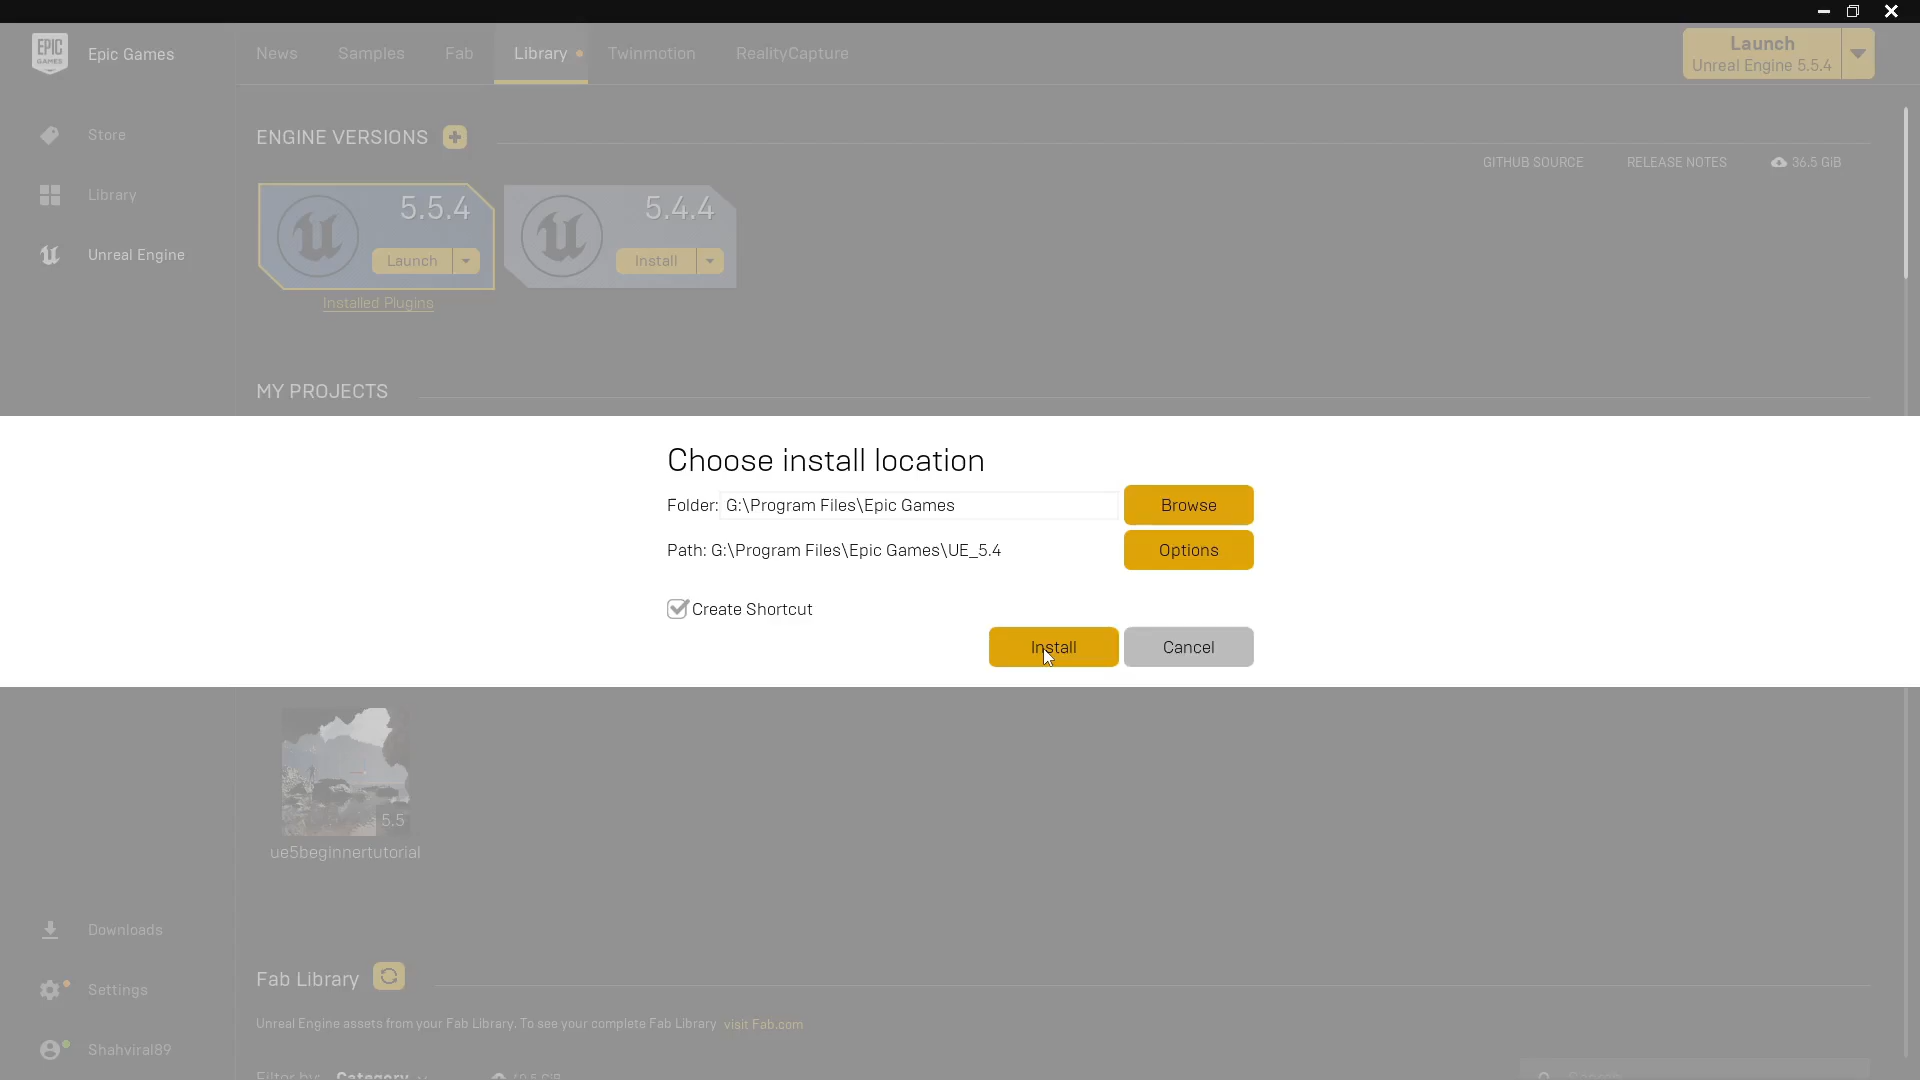 EPIC GAMES
Epic Games
News
Samples
Fab
Library
Twinmotion
RealityCapture
Launch
Unreal Engine 5.5.4
Store
Library
Unreal Engine
ENGINE VERSIONS
GITHUB SOURCE
RELEASE NOTES
36.5 GiB
5.5.4
Launch
Installed Plugins
5.4.4
Install
MY PROJECTS
Choose install location
Folder: G:\Program Files\Epic Games
Browse
Path: G:\Program Files\Epic Games\UE_5.4
Options
Create Shortcut
Install
Cancel
5.5
ue5beginnertutorial
Downloads
Settings
Shahviral89
Fab Library
Unreal Engine assets from your Fab Library. To see your complete Fab Library visit Fab.com
Filter by: Category
Search